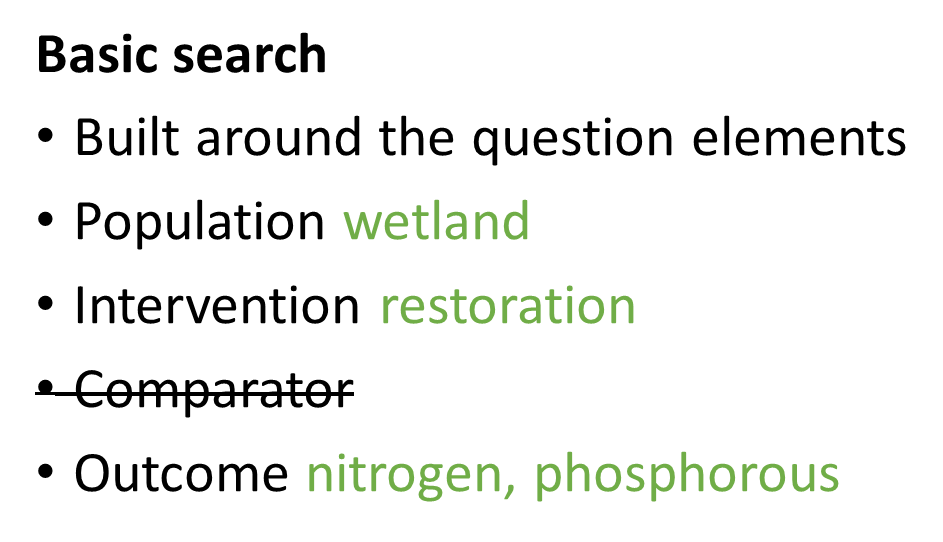 Basic search
• Built around the question elements
• Population wetland
• Intervention restoration
• Comparator
• Outcome nitrogen, phosphorous